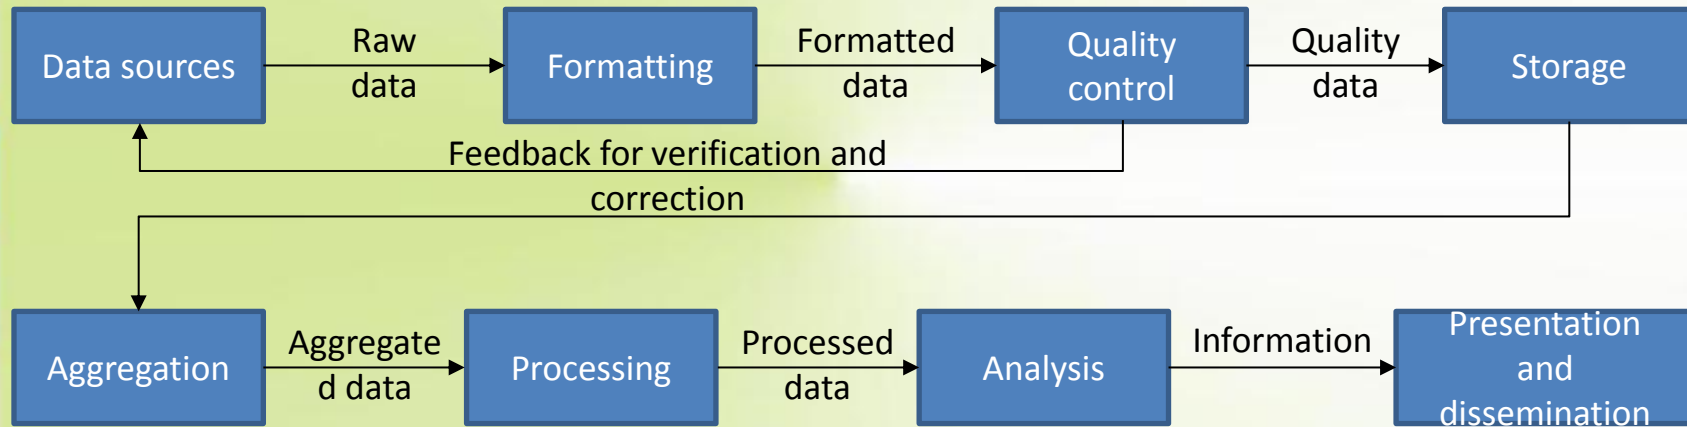 Data sources
Raw
data
Formatting
Formatted
data
Quality
control
Quality
data
Storage
Feedback for verification and
correction
Aggregation
Aggregate
d data
Processing
Processed
data
Analysis
Information
Presentation
and
dissemination